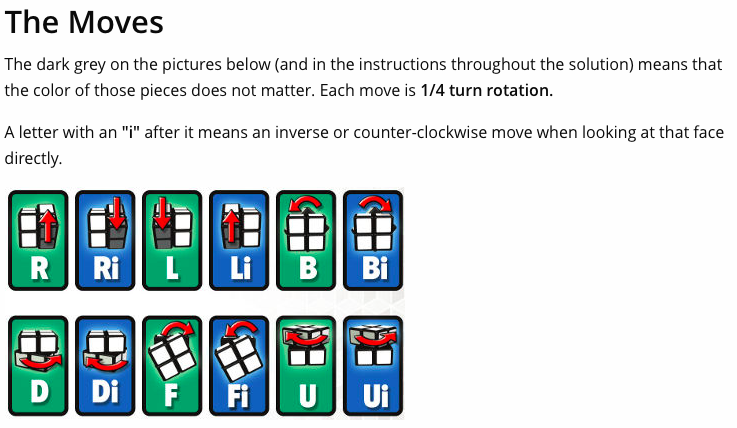 The Moves
The dark grey on the pictures below (and in the instructions throughout the solution) means that
the color of those pieces does not matter. Each move is 1/4 turn rotation.
A letter with an "i" after it means an inverse or counter-clockwise move when looking at that face
directly.
R Ri L Li B Bi
D Di F Fi U Ui